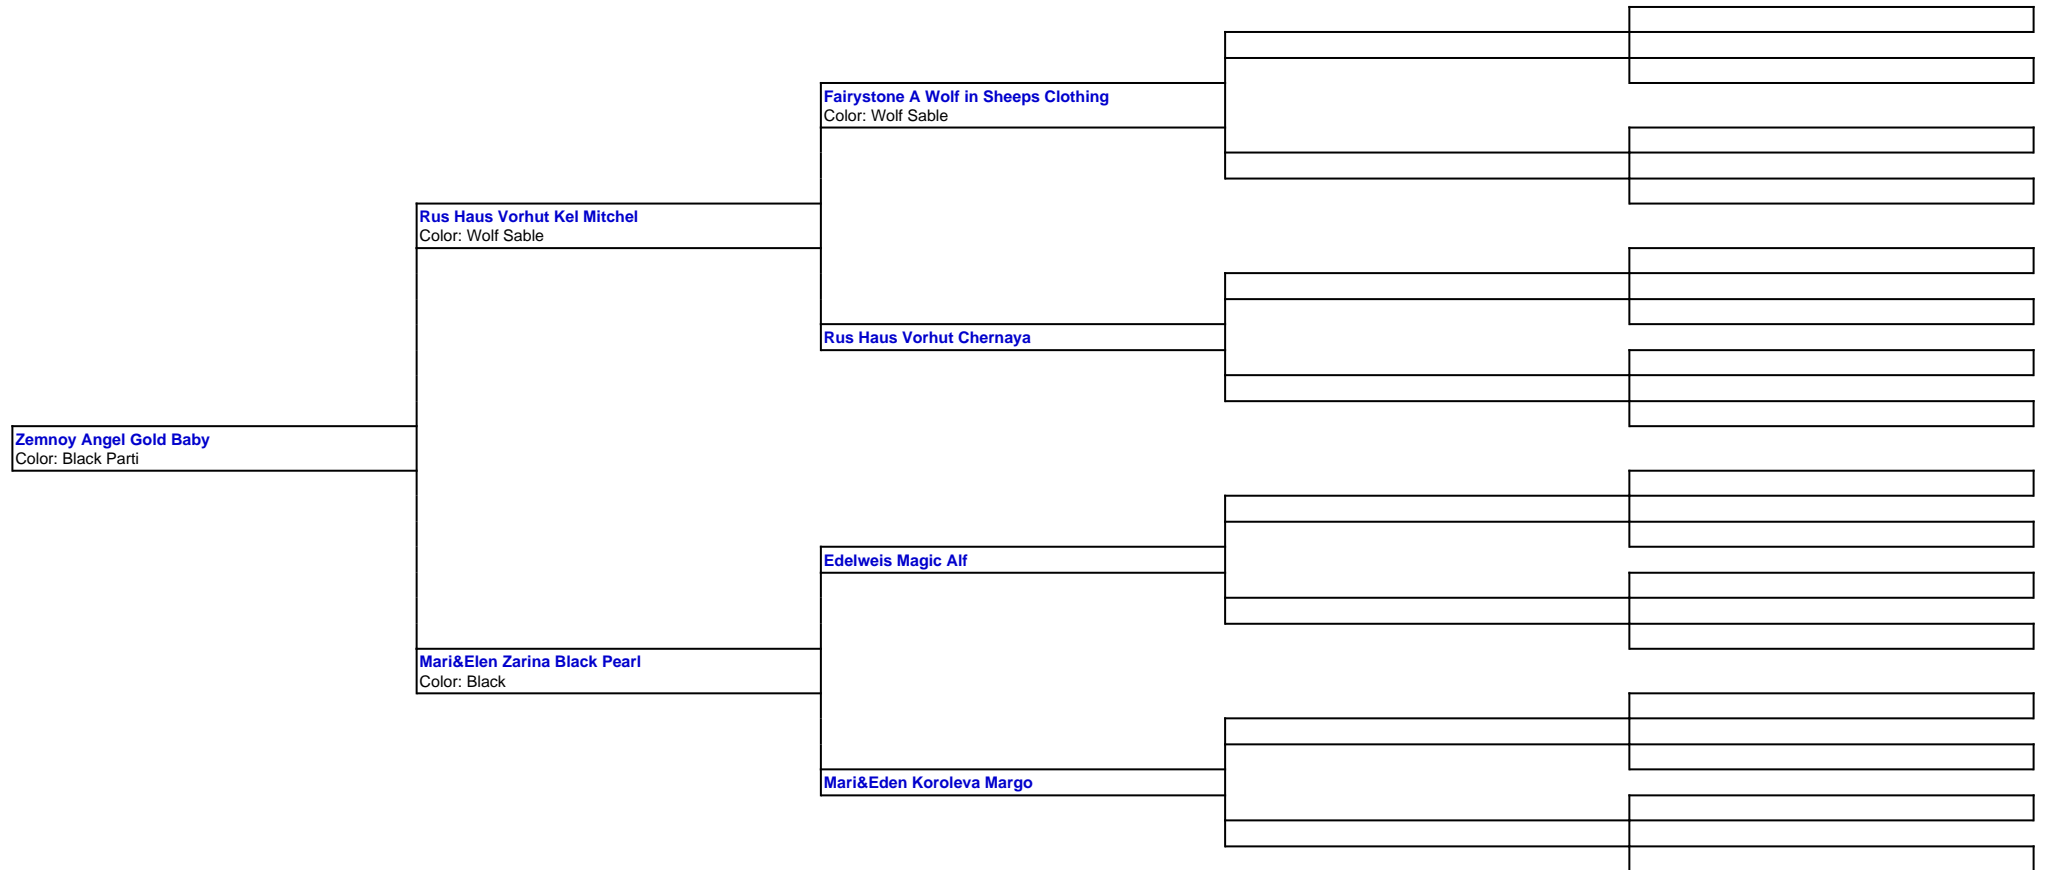 Fairystone A Wolf in Sheeps Clothing
Color: Wolf Sable
Rus Haus Vorhut Kel Mitchel
Color: Wolf Sable
Rus Haus Vorhut Chernaya
Zemnoy Angel Gold Baby
Color: Black Parti
Edelweis Magic Alf
Mari&Elen Zarina Black Pearl
Color: Black
Mari&Eden Koroleva Margo